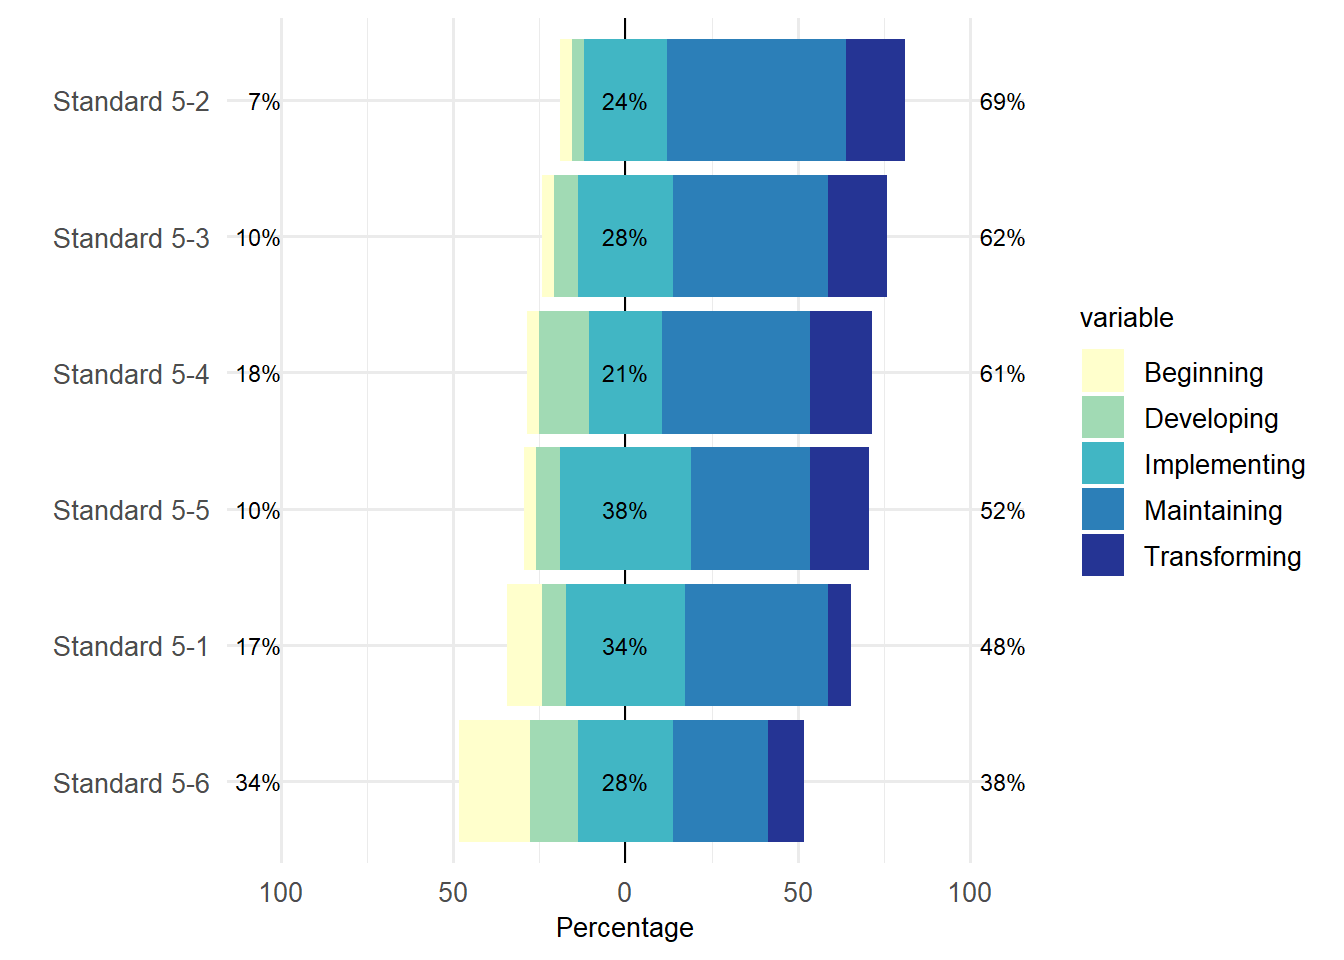 Standard 5-2 7% 24% 69%
Standard 5-3 10% 28% 62%
Standard 5-4 18% 21% 61%
Standard 5-5 10% 38% 52%
Standard 5-1 17% 34% 48%
Standard 5-6 34% 28% 38%
100 50 0 50 100
Percentage
variable
Beginning
Developing
Implementing
Maintaining
Transforming